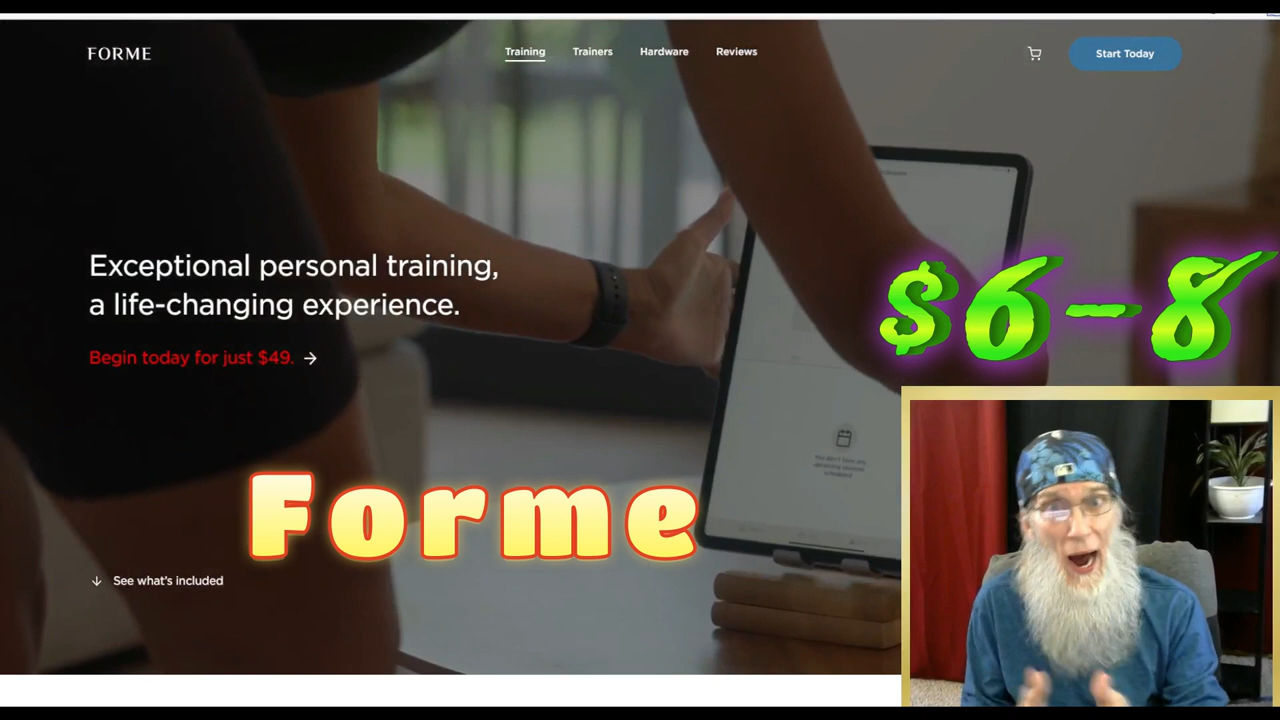 FORME
Training Trainers Hardware Reviews
Start Today
Exceptional personal training,
a life-changing experience.
Begin today for just $49. →
$6-8
Forme
↓ See what's included